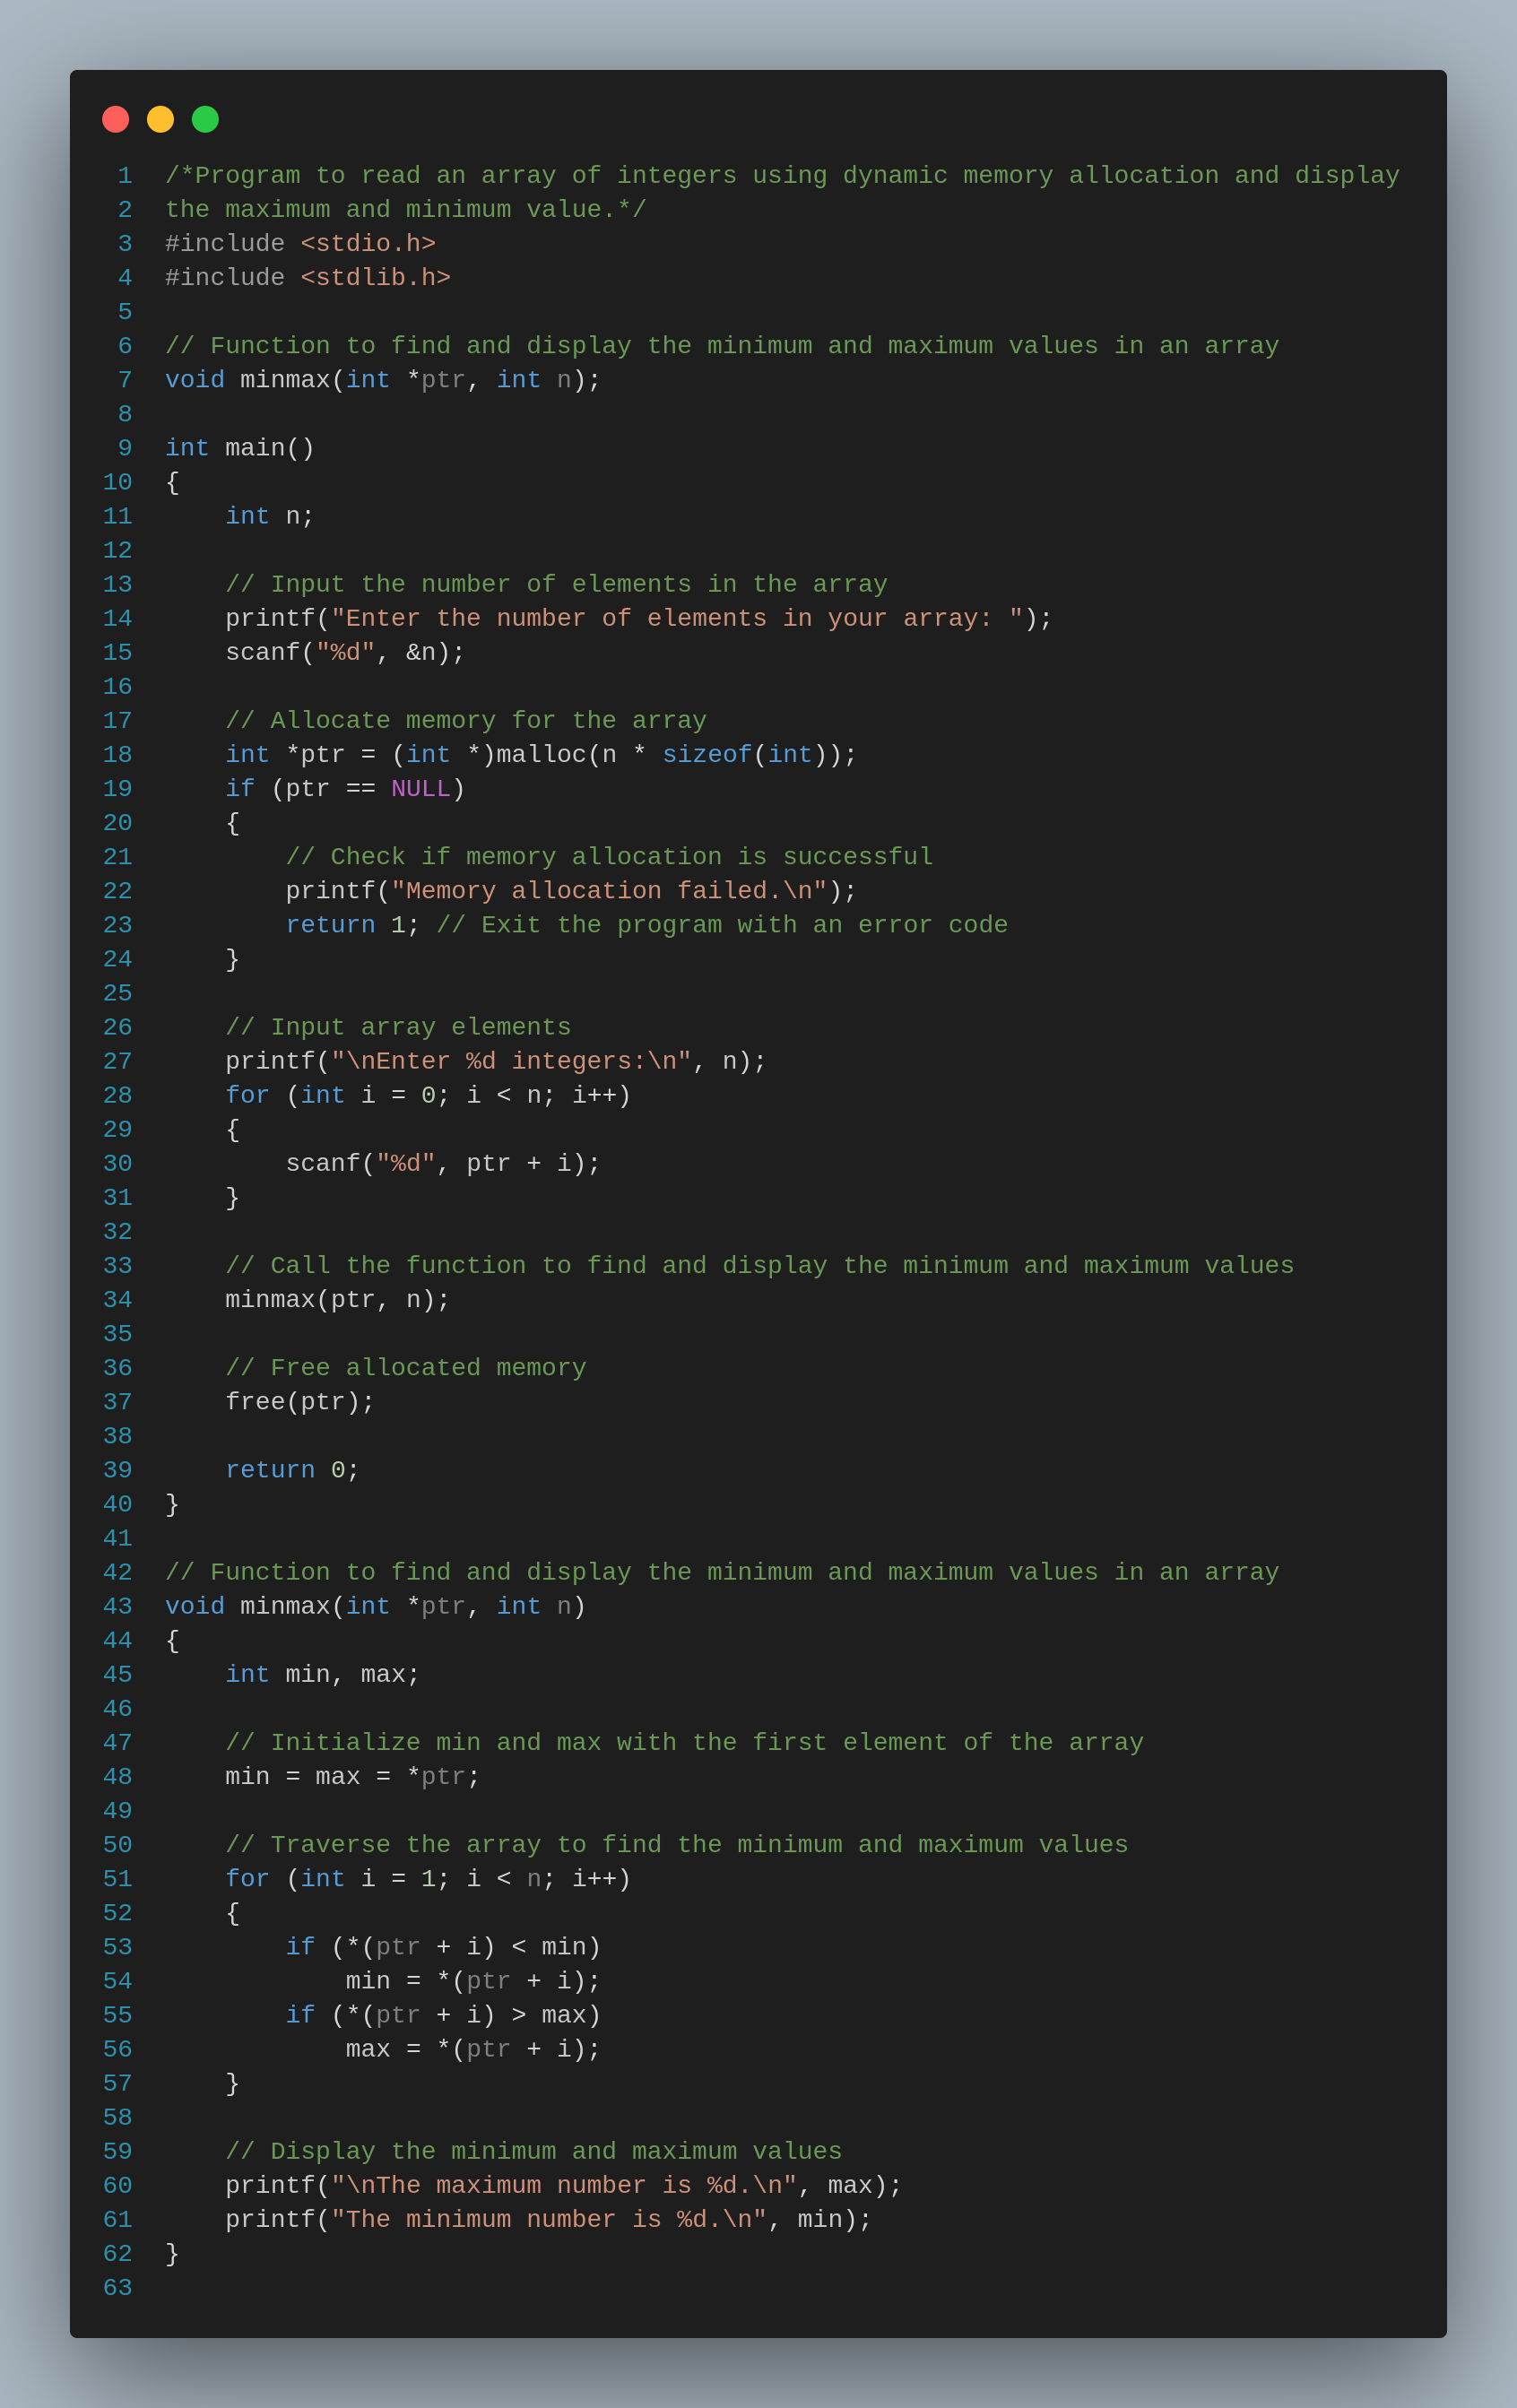 1 /*Program to read an array of integers using dynamic memory allocation and display
2 the maximum and minimum value.*/
3 #include <stdio.h>
4 #include <stdlib.h>
5
6 // Function to find and display the minimum and maximum values in an array
7 void minmax(int *ptr, int n);
8
9 int main()
10 {
11     int n;
12
13     // Input the number of elements in the array
14     printf("Enter the number of elements in your array: ");
15     scanf("%d", &n);
16
17     // Allocate memory for the array
18     int *ptr = (int *)malloc(n * sizeof(int));
19     if (ptr == NULL)
20     {
21         // Check if memory allocation is successful
22         printf("Memory allocation failed.\n");
23         return 1; // Exit the program with an error code
24     }
25
26     // Input array elements
27     printf("\nEnter %d integers:\n", n);
28     for (int i = 0; i < n; i++)
29     {
30         scanf("%d", ptr + i);
31     }
32
33     // Call the function to find and display the minimum and maximum values
34     minmax(ptr, n);
35
36     // Free allocated memory
37     free(ptr);
38
39     return 0;
40 }
41
42 // Function to find and display the minimum and maximum values in an array
43 void minmax(int *ptr, int n)
44 {
45     int min, max;
46
47     // Initialize min and max with the first element of the array
48     min = max = *ptr;
49
50     // Traverse the array to find the minimum and maximum values
51     for (int i = 1; i < n; i++)
52     {
53         if (*(ptr + i) < min)
54             min = *(ptr + i);
55         if (*(ptr + i) > max)
56             max = *(ptr + i);
57     }
58
59     // Display the minimum and maximum values
60     printf("\nThe maximum number is %d.\n", max);
61     printf("The minimum number is %d.\n", min);
62 }
63